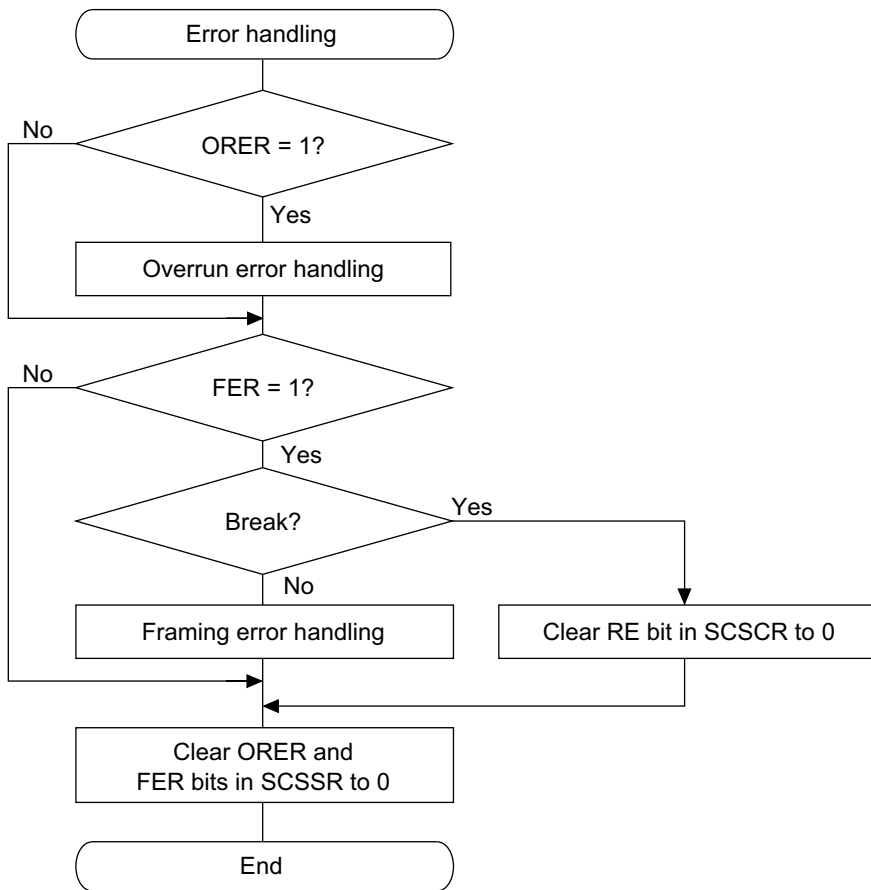 Error handling
No
ORER = 1?
Yes
Overrun error handling
No
FER = 1?
Yes
Break?
Yes
No
Framing error handling
Clear RE bit in SCSCR to 0
Clear ORER and
FER bits in SCSSR to 0
End